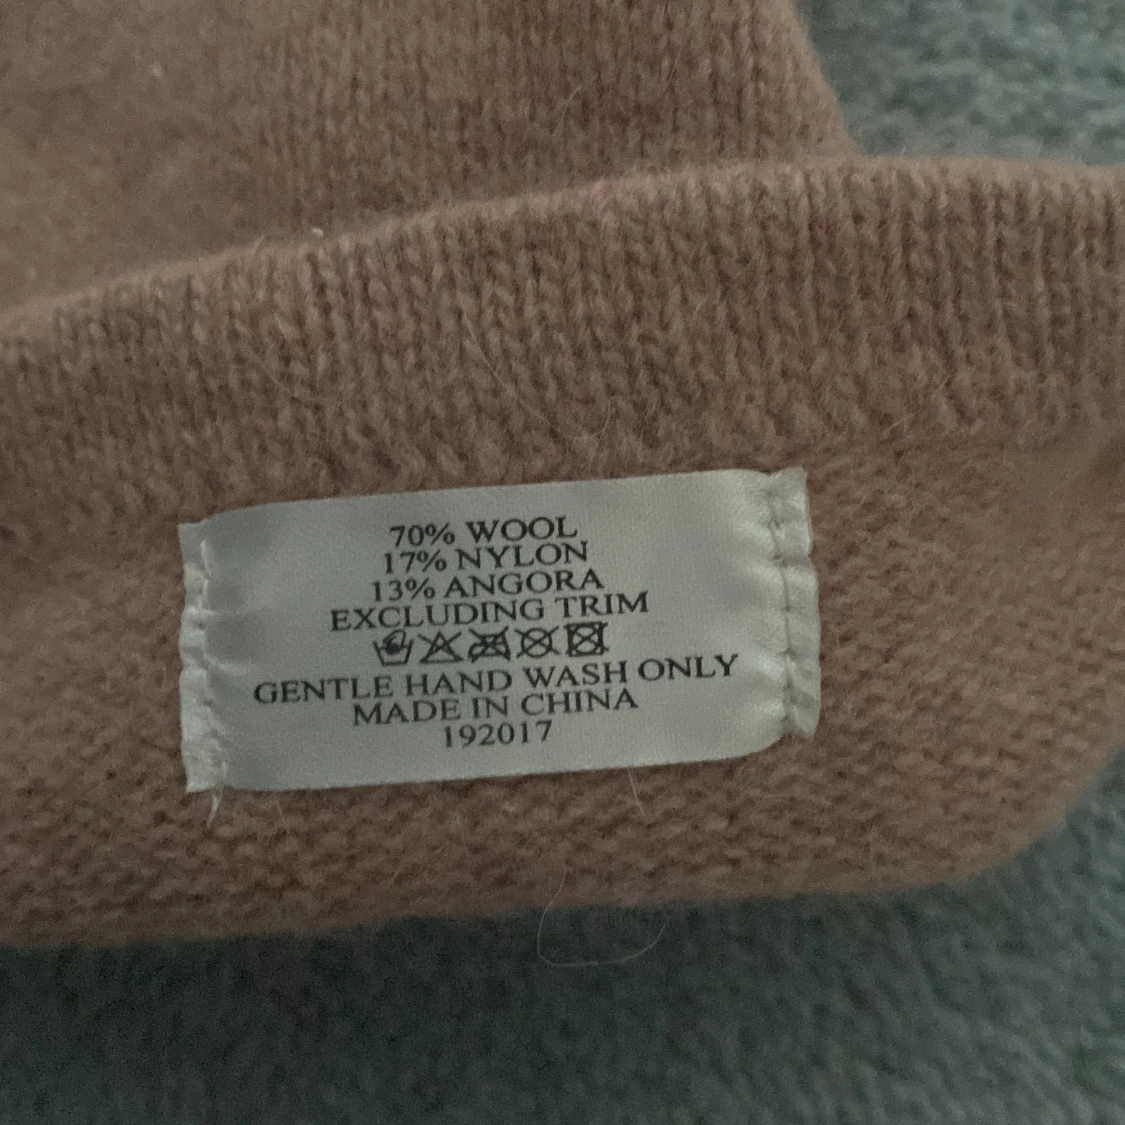 70% WOOL
17% NYLON
13% ANGORA
EXCLUDING TRIM
GENTLE HAND WASH ONLY
MADE IN CHINA
192017